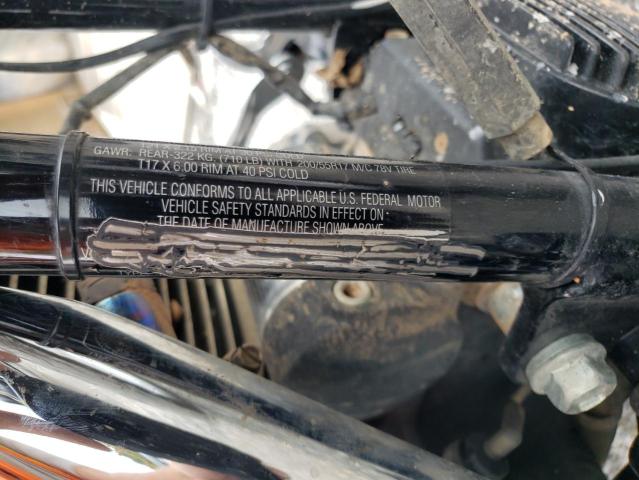 GAWR: REAR-322 KG. (710 LB) WITH 200/55R17 M/C 78V TIRE
T17 X 6.00 RIM AT 40 PSI COLD
THIS VEHICLE CONFORMS TO ALL APPLICABLE U.S. FEDERAL MOTOR
VEHICLE SAFETY STANDARDS IN EFFECT ON
THE DATE OF MANUFACTURE SHOWN ABOVE